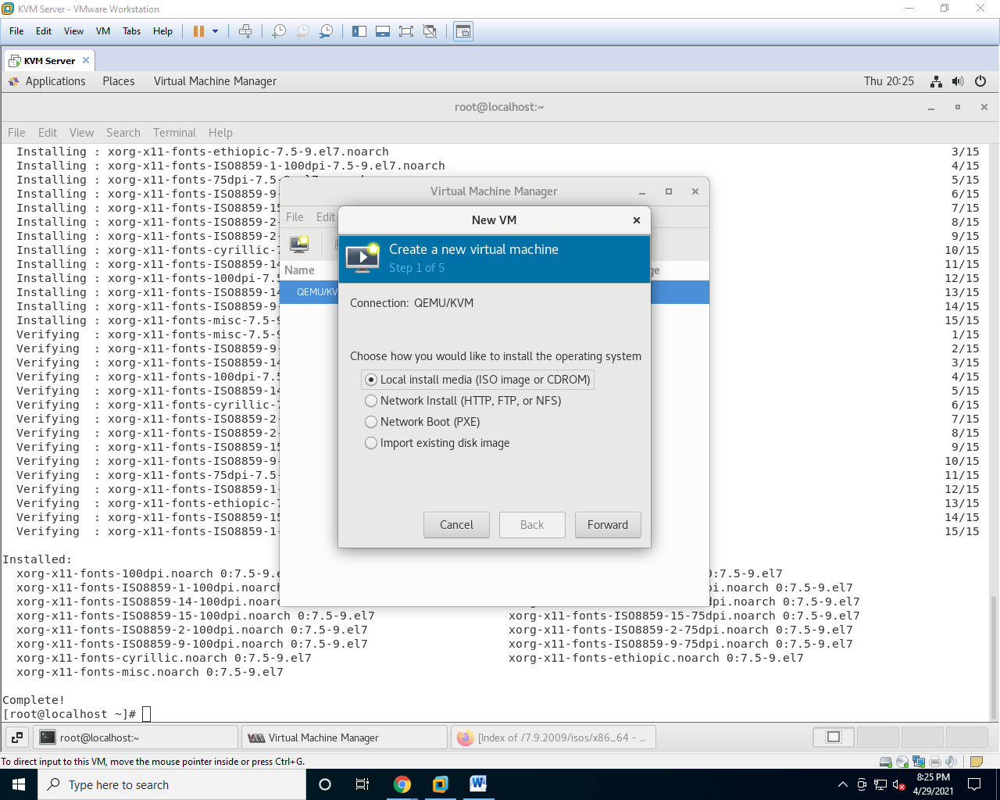 KVM Server - VMware Workstation
File Edit View VM Tabs Help
KVM Server
Applications Places Virtual Machine Manager Thu 20:25
root@localhost:~
File Edit View Search Terminal Help
Installing : xorg-x11-fonts-ethiopic-7.5-9.el7.noarch 3/15
Installing : xorg-x11-fonts-ISO8859-1-100dpi-7.5-9.el7.noarch 4/15
Installing : xorg-x11-fonts-75dpi-7.5- 5/15
Installing : xorg-x11-fonts-ISO8859-9- 6/15
Installing : xorg-x11-fonts-ISO8859-15 7/15
Installing : xorg-x11-fonts-ISO8859-2- 8/15
Installing : xorg-x11-fonts-ISO8859-2- 9/15
Installing : xorg-x11-fonts-cyrillic-7 10/15
Installing : xorg-x11-fonts-ISO8859-14 11/15
Installing : xorg-x11-fonts-100dpi-7.5 12/15
Installing : xorg-x11-fonts-ISO8859-14 13/15
Installing : xorg-x11-fonts-ISO8859-9- 14/15
Installing : xorg-x11-fonts-misc-7.5-9 15/15
Verifying : xorg-x11-fonts-misc-7.5-9 1/15
Verifying : xorg-x11-fonts-ISO8859-9- 2/15
Verifying : xorg-x11-fonts-ISO8859-14 3/15
Verifying : xorg-x11-fonts-100dpi-7.5 4/15
Verifying : xorg-x11-fonts-ISO8859-14 5/15
Verifying : xorg-x11-fonts-cyrillic-7 6/15
Verifying : xorg-x11-fonts-ISO8859-2- 7/15
Verifying : xorg-x11-fonts-ISO8859-2- 8/15
Verifying : xorg-x11-fonts-ISO8859-15 9/15
Verifying : xorg-x11-fonts-ISO8859-9- 10/15
Verifying : xorg-x11-fonts-75dpi-7.5- 11/15
Verifying : xorg-x11-fonts-ISO8859-1- 12/15
Verifying : xorg-x11-fonts-ethiopic-7 13/15
Verifying : xorg-x11-fonts-ISO8859-15 14/15
Verifying : xorg-x11-fonts-ISO8859-1- 15/15
Installed:
xorg-x11-fonts-100dpi.noarch 0:7.5-9.e 0:7.5-9.el7
xorg-x11-fonts-ISO8859-1-100dpi.noarch pi.noarch 0:7.5-9.el7
xorg-x11-fonts-ISO8859-14-100dpi.noarc dpi.noarch 0:7.5-9.el7
xorg-x11-fonts-ISO8859-15-100dpi.noarch 0:7.5-9.el7 xorg-x11-fonts-ISO8859-15-75dpi.noarch 0:7.5-9.el7
xorg-x11-fonts-ISO8859-2-100dpi.noarch 0:7.5-9.el7 xorg-x11-fonts-ISO8859-2-75dpi.noarch 0:7.5-9.el7
xorg-x11-fonts-ISO8859-9-100dpi.noarch 0:7.5-9.el7 xorg-x11-fonts-ISO8859-9-75dpi.noarch 0:7.5-9.el7
xorg-x11-fonts-cyrillic.noarch 0:7.5-9.el7 xorg-x11-fonts-ethiopic.noarch 0:7.5-9.el7
xorg-x11-fonts-misc.noarch 0:7.5-9.el7
Complete!
[root@localhost ~]#
Virtual Machine Manager
File Edit
Name ge
QEMU/KV
New VM
Create a new virtual machine
Step 1 of 5
Connection: QEMU/KVM
Choose how you would like to install the operating system
Local install media (ISO image or CDROM)
Network Install (HTTP, FTP, or NFS)
Network Boot (PXE)
Import existing disk image
Cancel Back Forward
root@localhost:~ Virtual Machine Manager [Index of /7.9.2009/isos/x86_64 - ...
To direct input to this VM, move the mouse pointer inside or press Ctrl+G.
Type here to search
8:25 PM
4/29/2021